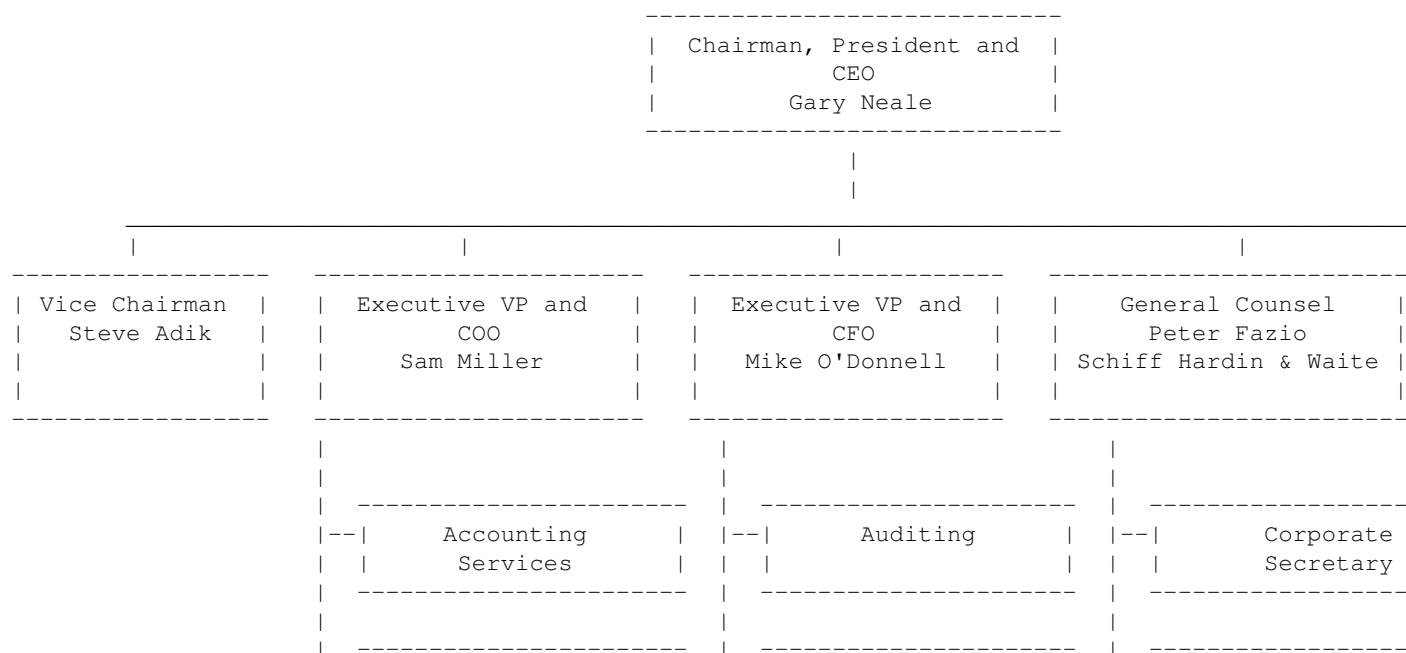 Chairman, President and
CEO
Gary Neale
Vice Chairman
Steve Adik
Executive VP and
COO
Sam Miller
Executive VP and
CFO
Mike O'Donnell
General Counsel
Peter Fazio
Schiff Hardin & Waite
Accounting
Services
Auditing
Corporate
Secretary